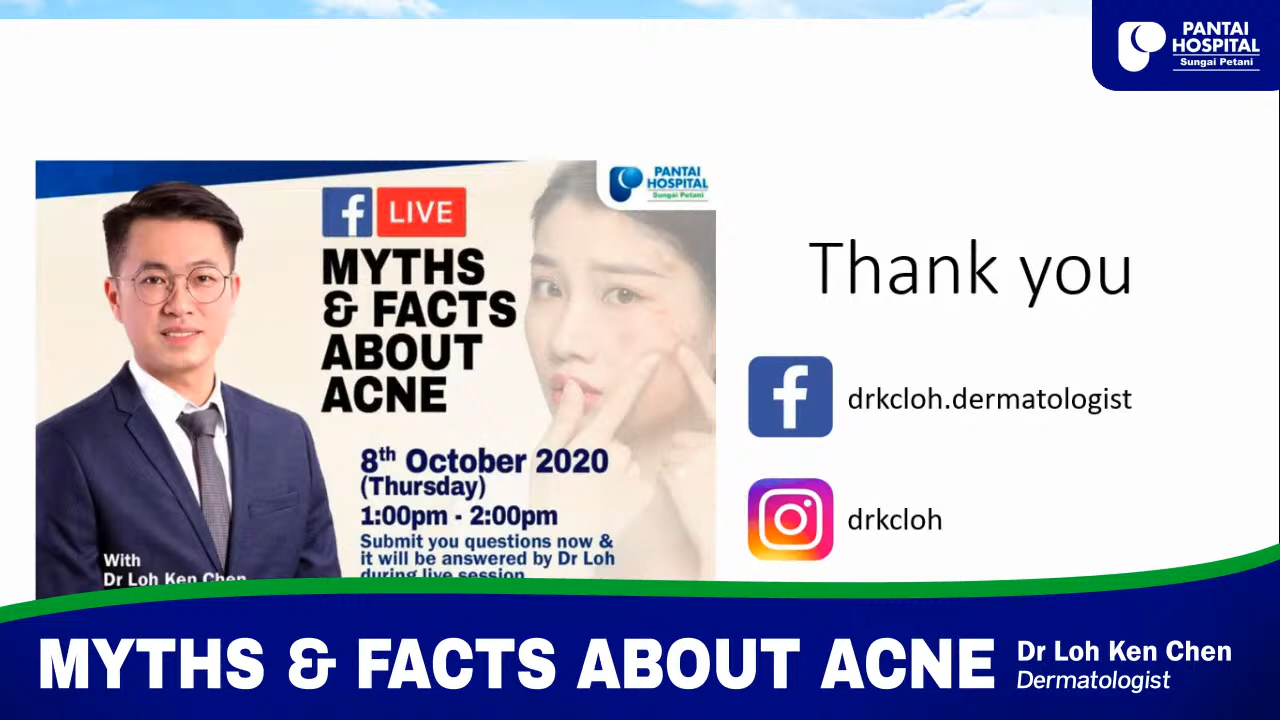 PANTAI
HOSPITAL
Sungai Petani
PANTAI
HOSPITAL
Sungai Petani
f LIVE
MYTHS
& FACTS
ABOUT
ACNE
8th October 2020
(Thursday)
1:00pm - 2:00pm
Submit you questions now &
it will be answered by Dr Loh
during live session
With
Dr Loh Ken Chen
Thank you
drkcloh.dermatologist
drkcloh
MYTHS & FACTS ABOUT ACNE
Dr Loh Ken Chen
Dermatologist